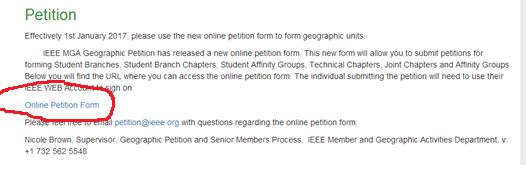 Petition
Effectively 1st January 2017, please use the new online petition form to form geographic units.
IEEE MGA Geographic Petition has released a new online petition form. This new form will allow you to submit petitions for
forming Student Branches, Student Branch Chapters, Student Affinity Groups, Technical Chapters, Joint Chapters and Affinity Groups.
Below you will find the URL where you can access the online petition form. The individual submitting the petition will need to use their
IEEE WEB Account to sign on.
Online Petition Form
Please feel free to email petition@ieee.org with questions regarding the online petition form.
Nicole Brown, Supervisor, Geographic Petition and Senior Members Process, IEEE Member and Geographic Activities Department, v:
+1 732 562 5548